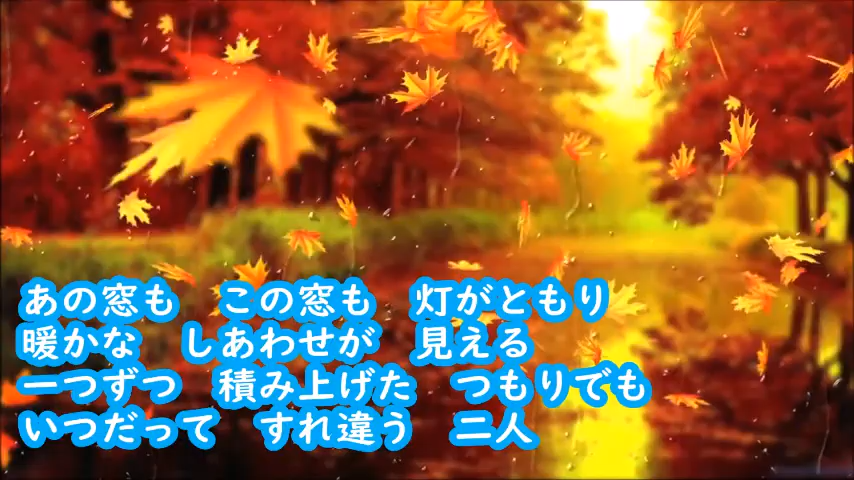 あの窓も　この窓も　灯がともり
暖かな　しあわせが　見える
一つずつ　積み上げた　つもりでも
いつだって　すれ違う　二人